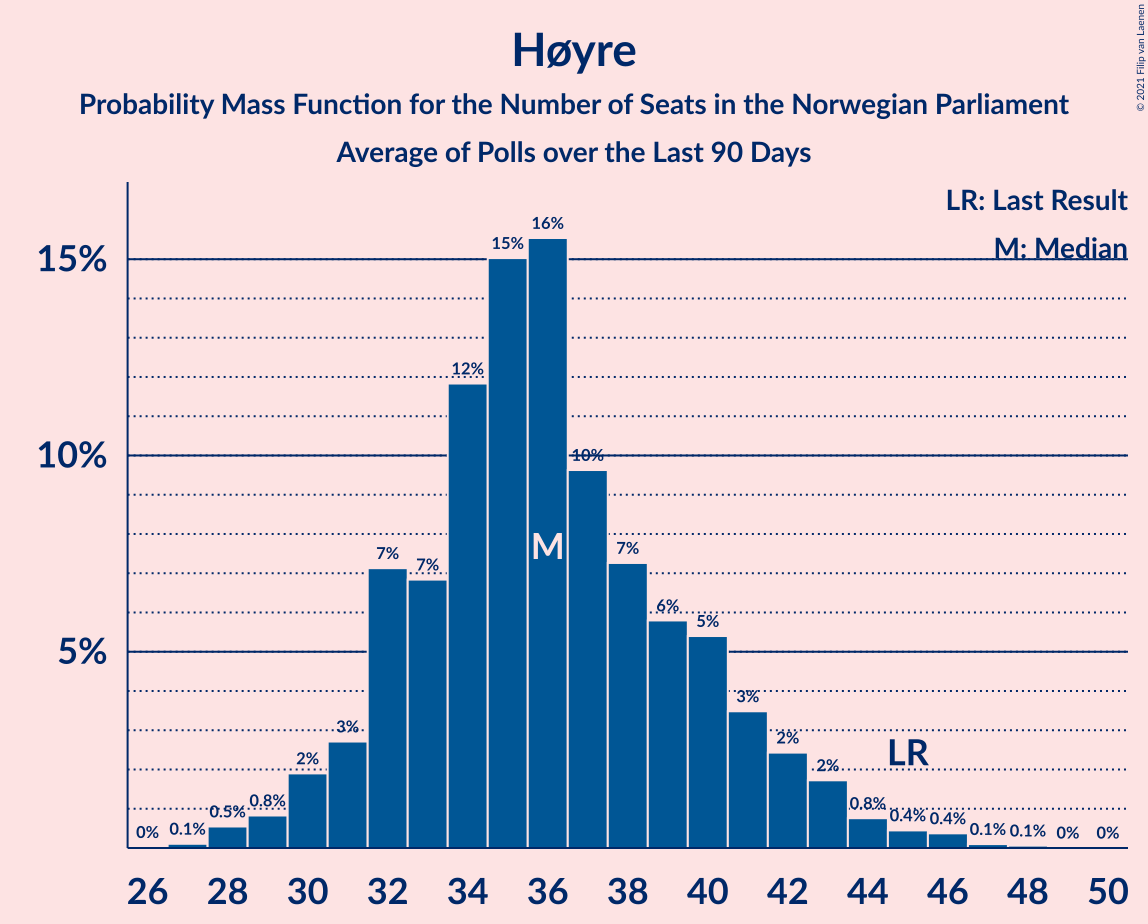 Høyre
Probability Mass Function for the Number of Seats in the Norwegian Parliament
Average of Polls over the Last 90 Days
© 2021 Filip van Laenen
LR: Last Result
M: Median
15%
10%
5%
0% 0.1% 0.5% 0.8% 2% 3% 7% 7% 12% 15% 16% 10% 7% 6% 5% 3% 2% 2% 0.8% 0.4% 0.4% 0.1% 0.1% 0% 0%
M
LR
26 28 30 32 34 36 38 40 42 44 46 48 50